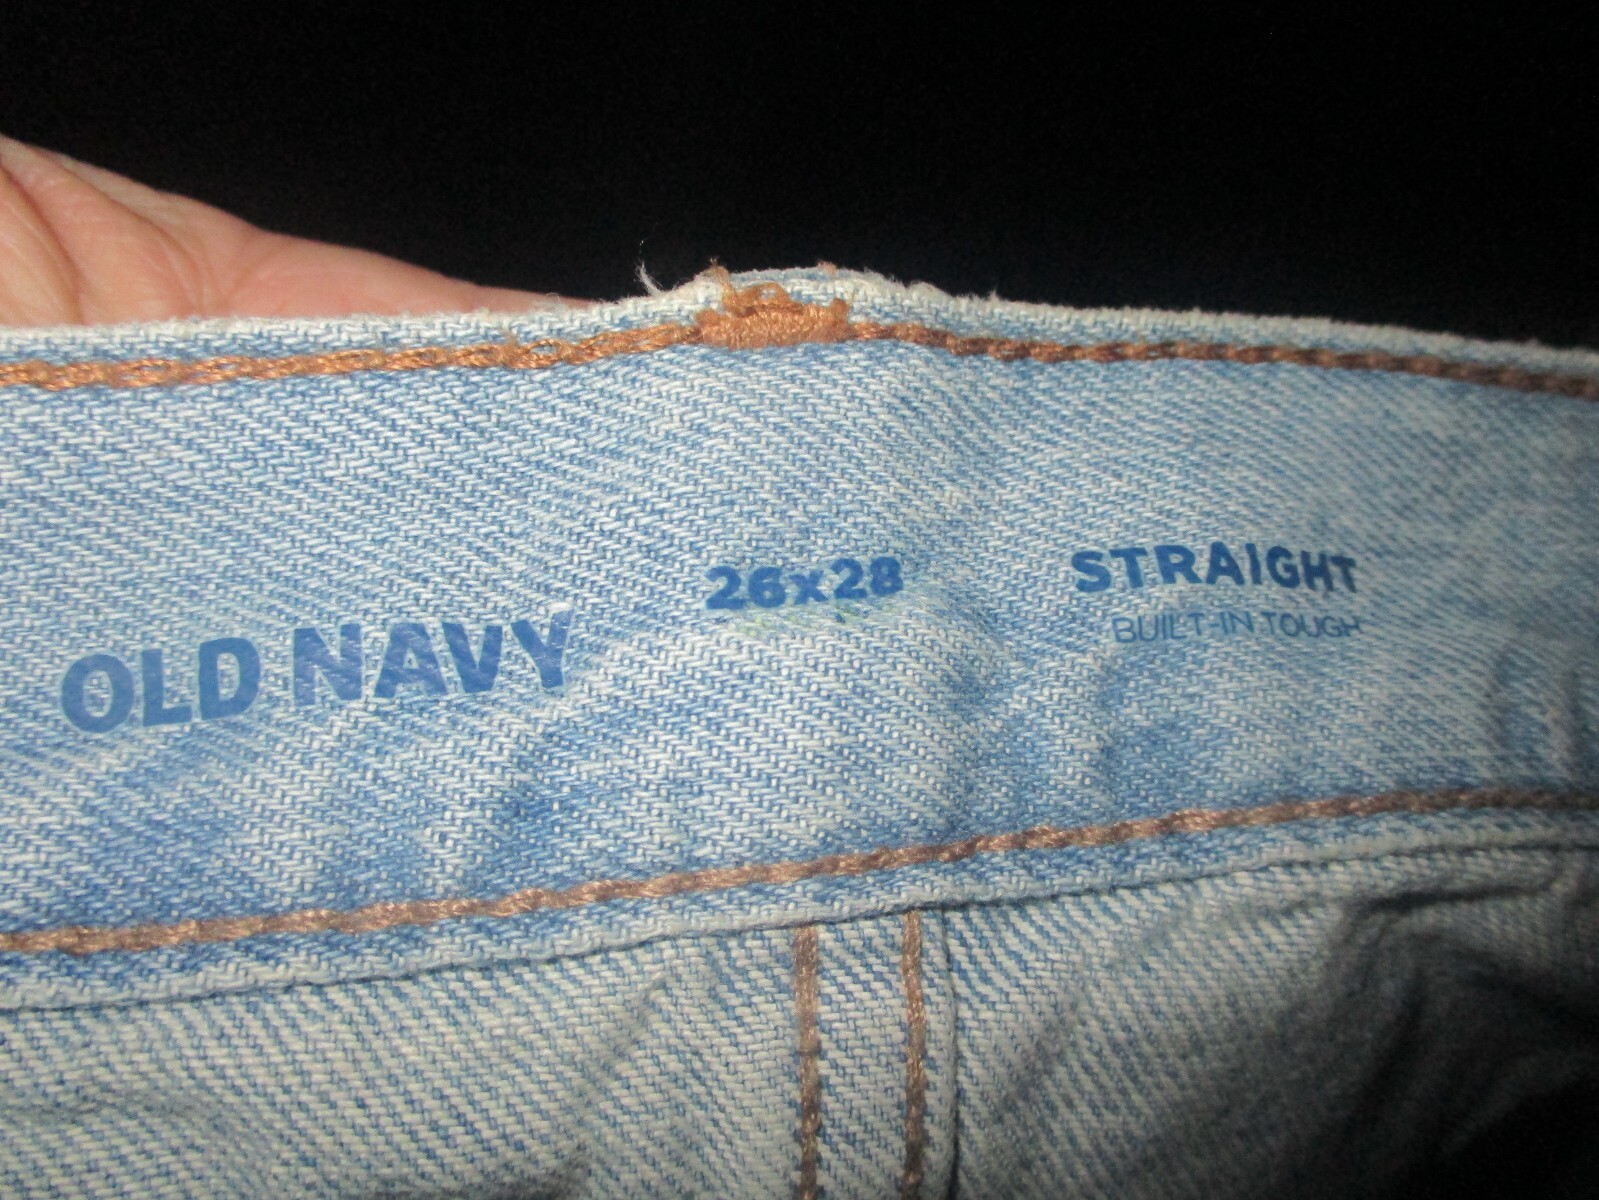 OLD NAVY
26x28
STRAIGHT
BUILT-IN TOUGH